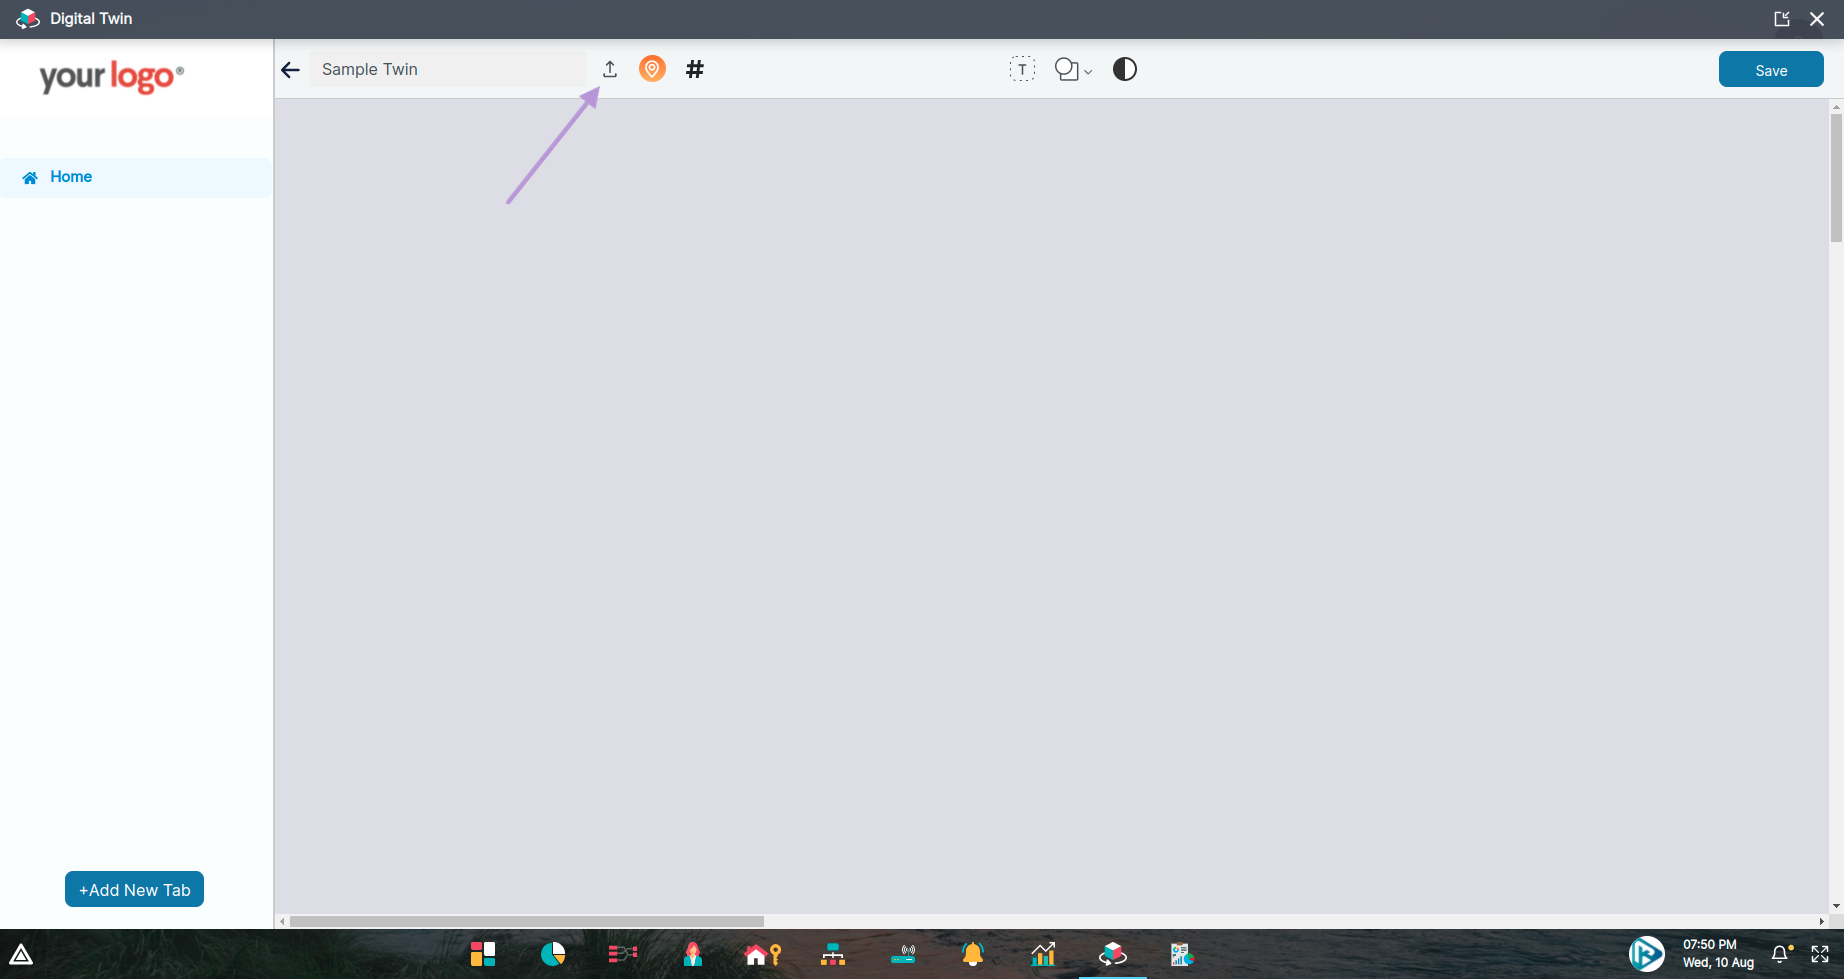 Digital Twin
your logo®
Sample Twin
#
T
Save
Home
+Add New Tab
07:50 PM
Wed, 10 Aug